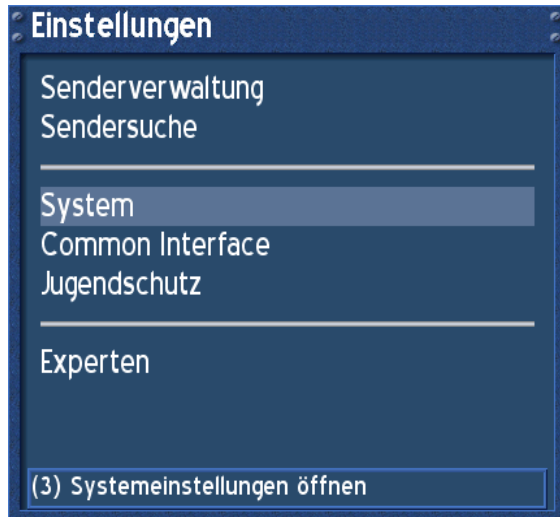 Einstellungen
Senderverwaltung
Sendersuche
System
Common Interface
Jugendschutz
Experten
(3) Systemeinstellungen öffnen